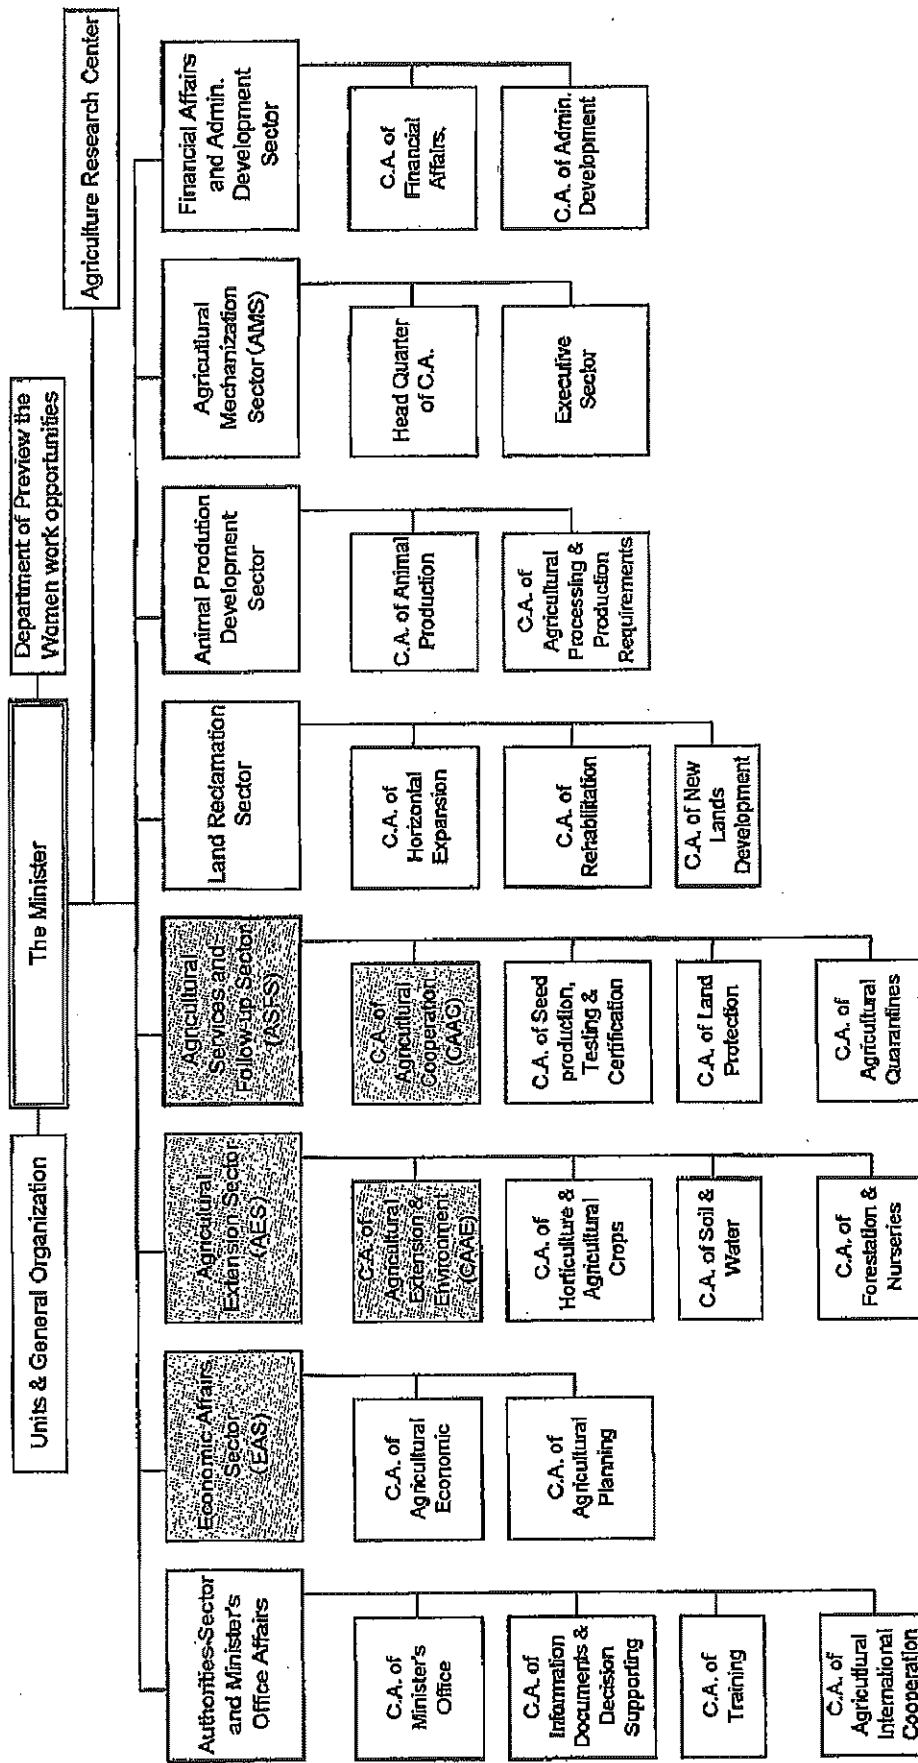 Units & General Organization
The Minister
Department of Preview the
Women work opportunities
Agriculture Research Center
Authorities-Sector
and Minister's
Office Affairs
C.A. of
Minister's
Office
C.A. of
Information
Documents &
Decision
Supporting
C.A. of
Training
C.A. of
Agricultural
International
Cooperation
Economic Affairs
Sector
(EAS)
C.A. of
Agricultural
Economic
C.A. of
Agricultural
Planning
Agricultural
Extension Sector
(AES)
C.A. of
Agricultural
Extension &
Environment
(CAAE)
C.A. of
Horticulture &
Agricultural
Crops
C.A. of Soil &
Water
C.A. of
Forestation &
Nurseries
Agricultural
Services and
Follow-up Sector
(ASFS)
C.A. of
Agricultural
Cooperation
(CAAC)
C.A. of Seed
production,
Testing &
Certification
C.A. of Land
Protection
C.A. of
Agricultural
Quarantines
Land Reclamation
Sector
C.A. of
Horizontal
Expansion
C.A. of
Rehabilitation
C.A. of New
Lands
Development
Animal Prodution
Development
Sector
C.A. of Animal
Production
C.A. of
Agricultural
Processing &
Production
Requirements
Agricultural
Mechanization
Sector(AMS)
Head Quarter
of C.A.
Executive
Sector
Financial Affairs
and Admin.
Development
Sector
C.A. of
Financial
Affairs.
C.A. of Admin.
Development